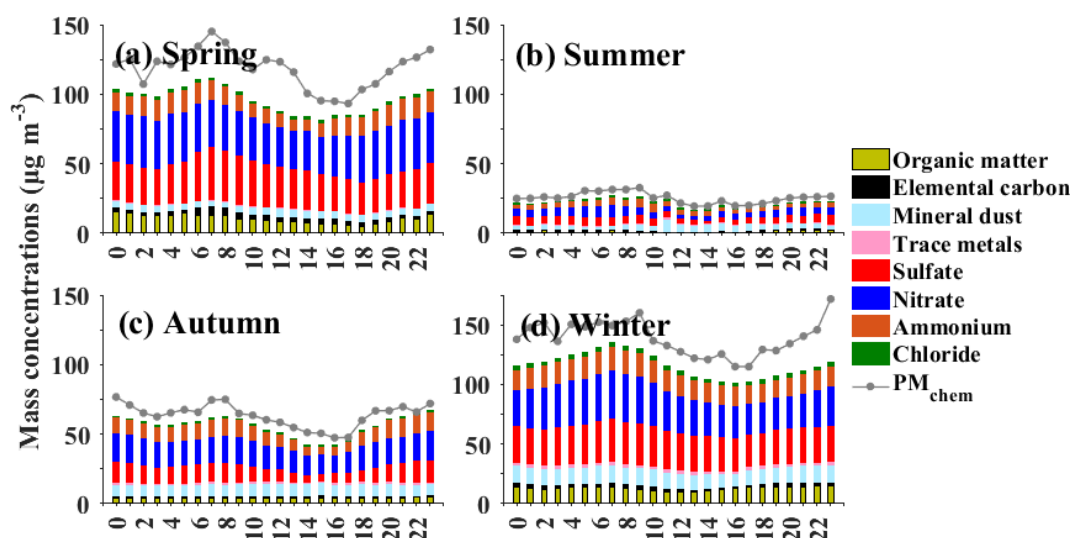 (a) Spring
150
100
50
0
0 2 4 6 8 10 12 14 16 18 20 22
(b) Summer
150
100
50
0
0 2 4 6 8 10 12 14 16 18 20 22
(c) Autumn
150
100
50
0
0 2 4 6 8 10 12 14 16 18 20 22
(d) Winter
150
100
50
0
0 2 4 6 8 10 12 14 16 18 20 22
Mass concentrations (µg m⁻³)
Organic matter
Elemental carbon
Mineral dust
Trace metals
Sulfate
Nitrate
Ammonium
Chloride
PMchem